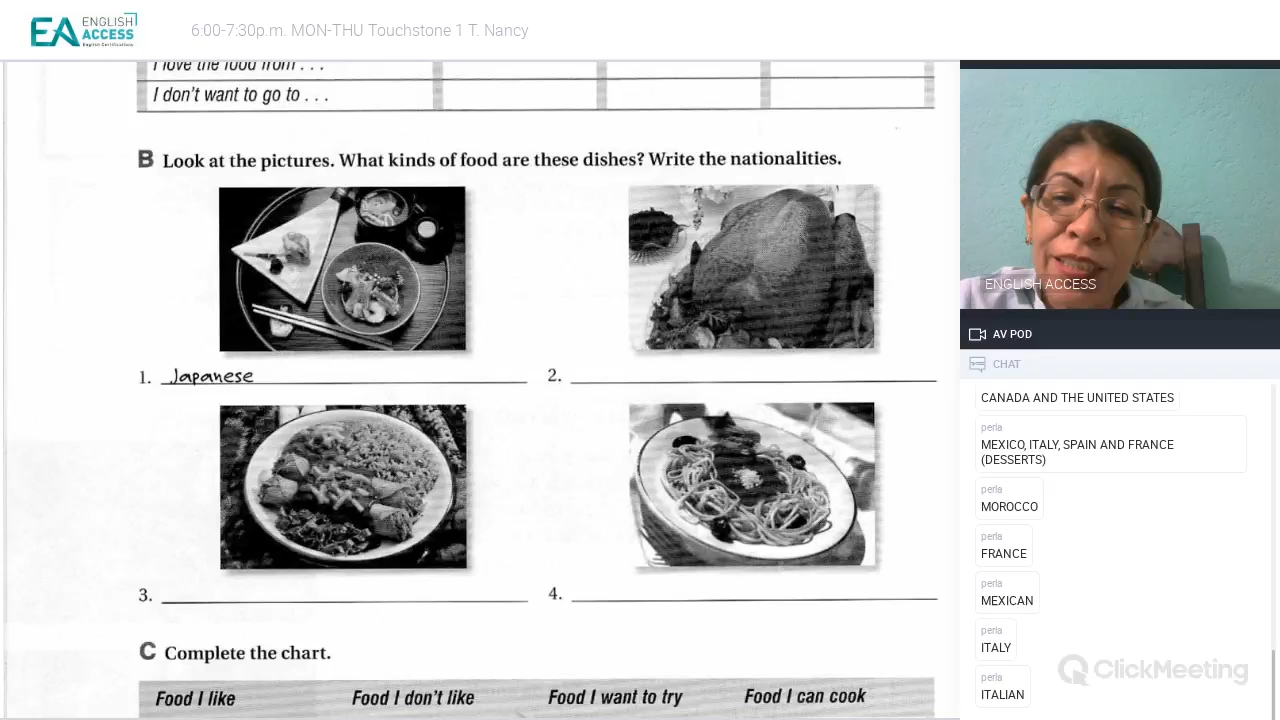 ENGLISH
EA ACCESS
English Certifications
6:00-7:30p.m. MON-THU Touchstone 1 T. Nancy
I love the food from . . .
I don't want to go to . . .
B Look at the pictures. What kinds of food are these dishes? Write the nationalities.
1. Japanese
2.
3.
4.
C Complete the chart.
Food I like Food I don't like Food I want to try Food I can cook
ENGLISH ACCESS
AV POD
CHAT
CANADA AND THE UNITED STATES
perla
MEXICO, ITALY, SPAIN AND FRANCE
(DESSERTS)
perla
MOROCCO
perla
FRANCE
perla
MEXICAN
perla
ITALY
perla
ITALIAN
ClickMeeting